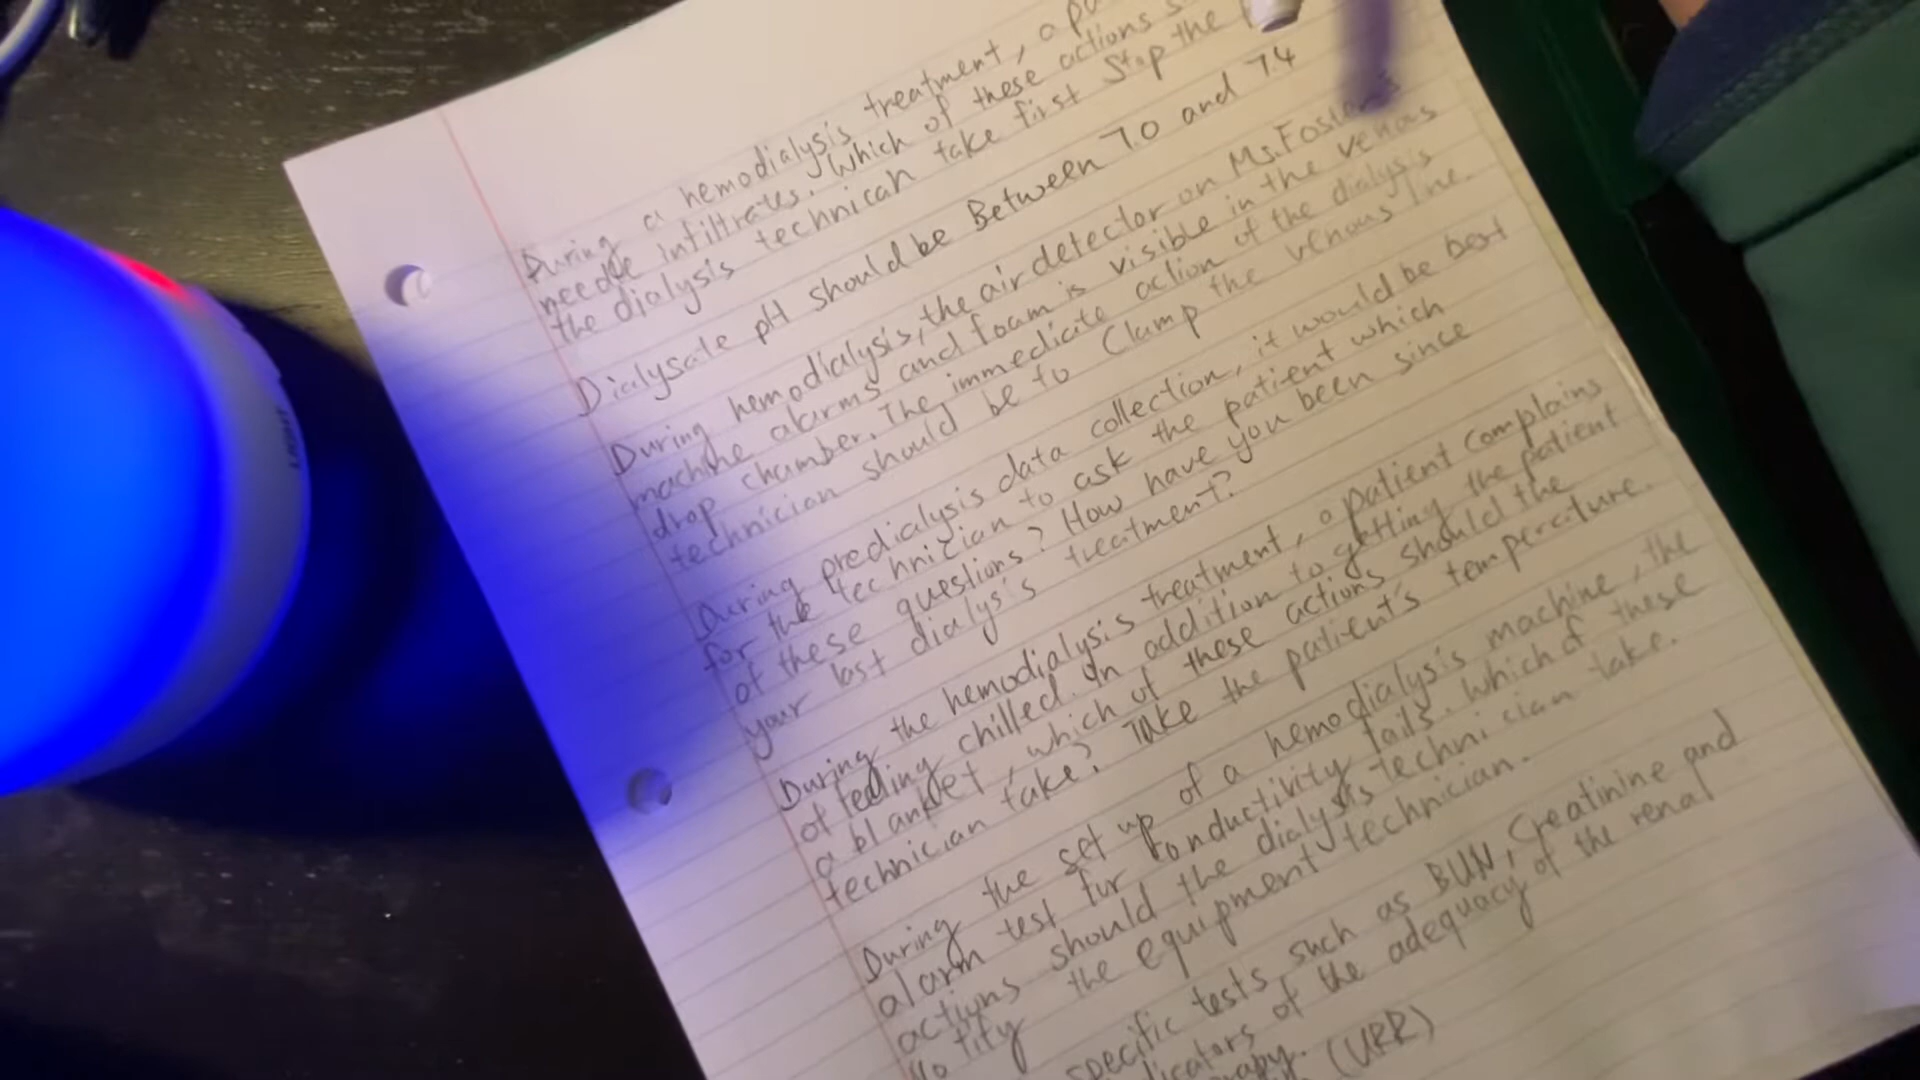 During a hemodialysis treatment, a
needle infiltrates. Which of these actions
the dialysis technican take first Stop the
Dialysate pH should be Between 7.0 and 7.4
During hemodialysis, the air detector on Ms. Foster's
machine alarms and foam is visible in the venous
drop chamber. The immediate action of the dialysis
technician should be to Clamp the venous line.
During predialysis data collection, it would be best
for the technician to ask the patient which
of these questions? How have you been since
your last dialysis treatment?
During the hemodialysis treatment, a patient complains
of feeling chilled. In addition to getting the patient
a blanket, which of these actions should the
technician take? Take the patient's temperature.
During the set up of a hemodialysis machine, the
alarm test for conductivity fails. which of these
actions should the dialysis technician take.
Notify the equipment technician.
specific tests such as BUN, Creatinine and
of the adequacy of the renal
(URR)